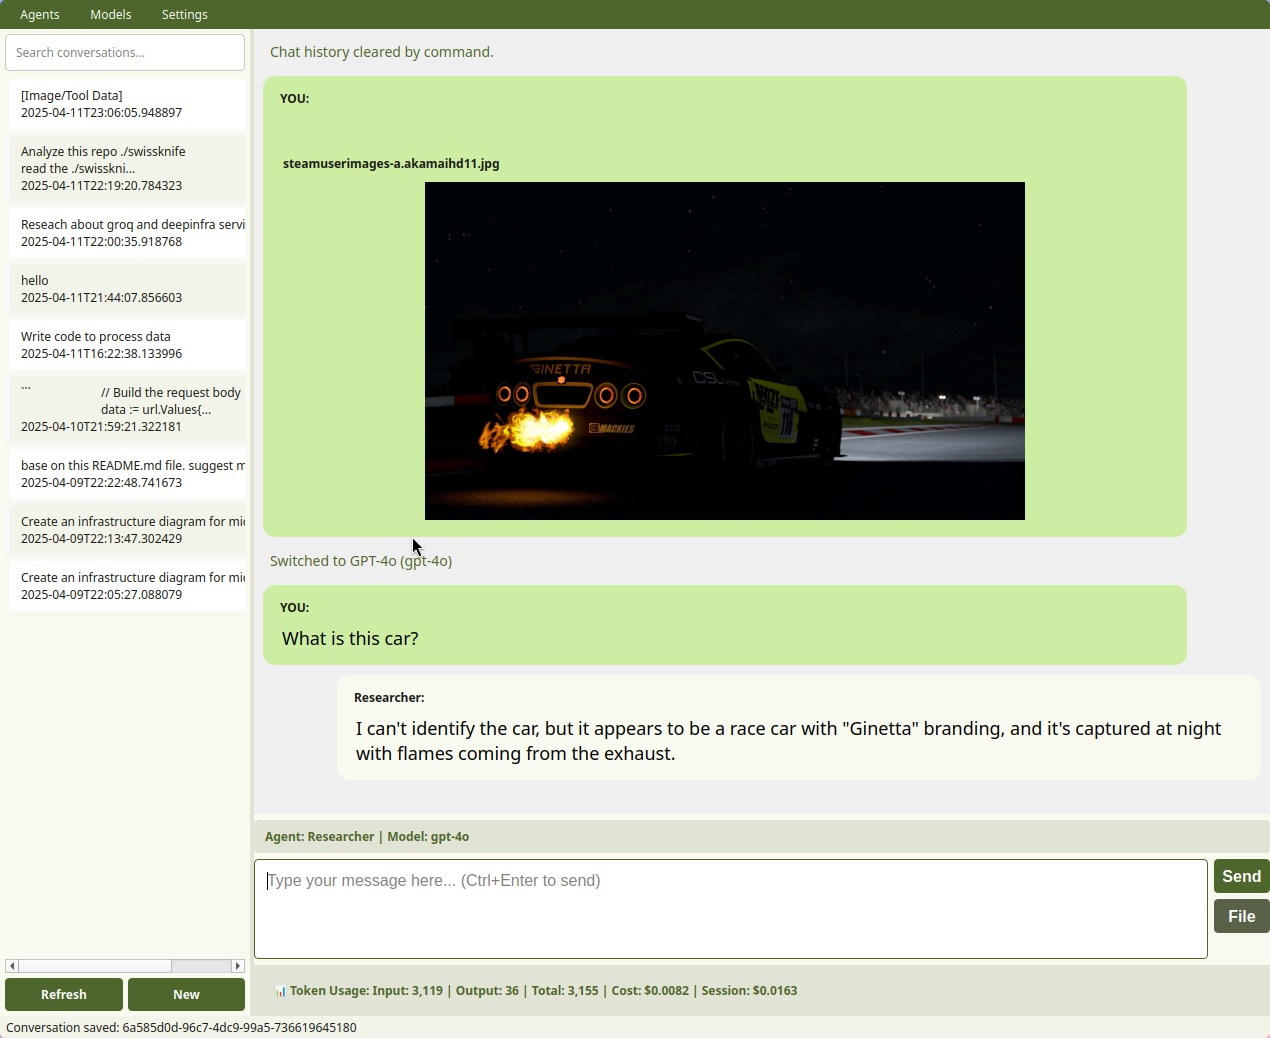 Agents Models Settings
Search conversations...
[Image/Tool Data]
2025-04-11T23:06:05.948897
Analyze this repo ./swissknife
read the ./swisskni...
2025-04-11T22:19:20.784323
Reseach about groq and deepinfra servi
2025-04-11T22:00:35.918768
hello
2025-04-11T21:44:07.856603
Write code to process data
2025-04-11T16:22:38.133996
``` // Build the request body
data := url.Values{...
2025-04-10T21:59:21.322181
base on this README.md file. suggest m
2025-04-09T22:22:48.741673
Create an infrastructure diagram for mic
2025-04-09T22:13:47.302429
Create an infrastructure diagram for mic
2025-04-09T22:05:27.088079
Refresh New
Conversation saved: 6a585d0d-96c7-4dc9-99a5-736619645180
Chat history cleared by command.
YOU:
steamuserimages-a.akamaihd11.jpg
GINETTA
CSL
MACKIES
Switched to GPT-4o (gpt-4o)
YOU:
What is this car?
Researcher:
I can't identify the car, but it appears to be a race car with "Ginetta" branding, and it's captured at night
with flames coming from the exhaust.
Agent: Researcher | Model: gpt-4o
Type your message here... (Ctrl+Enter to send)
Send
File
📊 Token Usage: Input: 3,119 | Output: 36 | Total: 3,155 | Cost: $0.0082 | Session: $0.0163